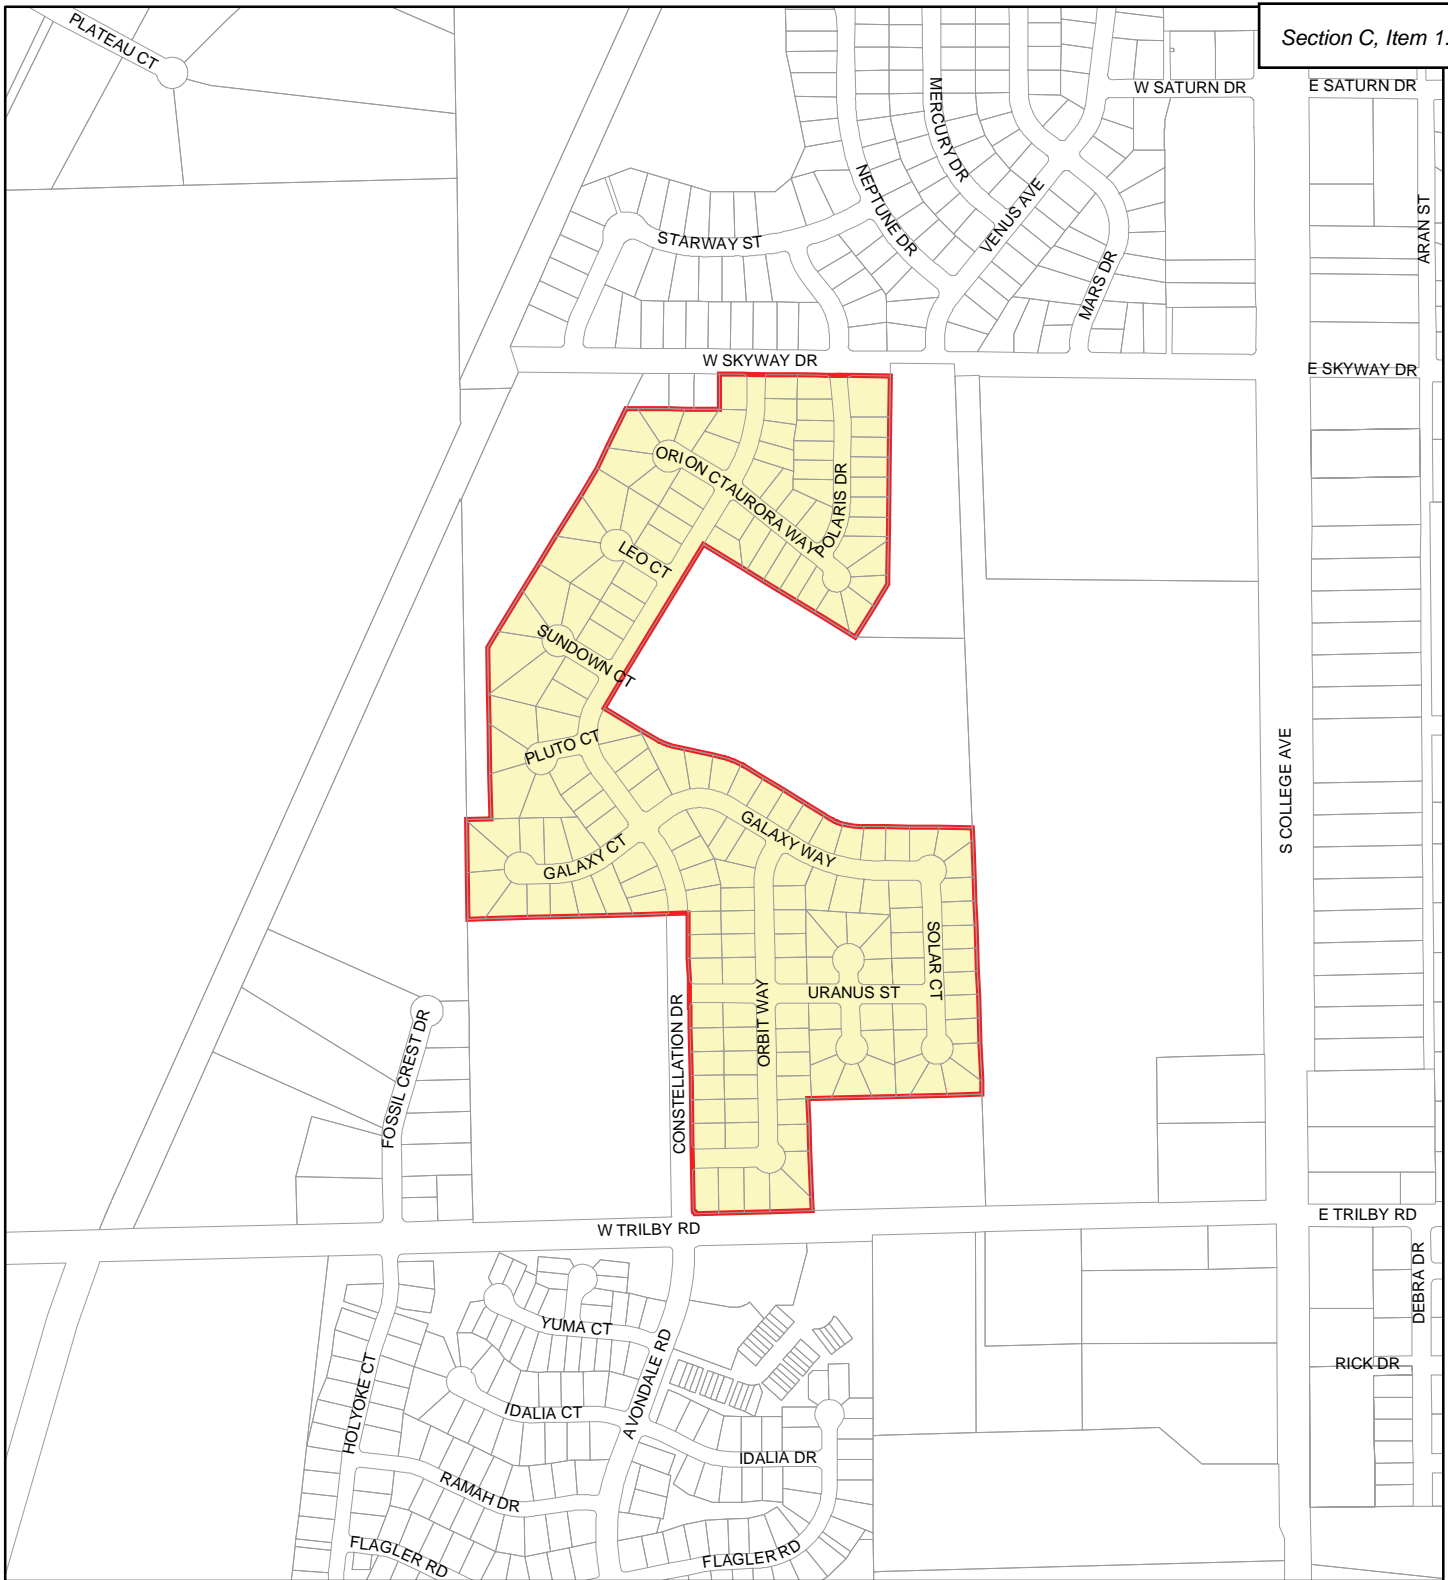 Section C, Item 1.
PLATEAU CT
W SATURN DR
E SATURN DR
MERCURY DR
NEPTUNE DR
VENUS AVE
ARAN ST
STARWAY ST
MARS DR
W SKYWAY DR
E SKYWAY DR
ORION CT
AURORA WAY
POLARIS DR
LEO CT
SUNDOWN CT
PLUTO CT
S COLLEGE AVE
GALAXY WAY
GALAXY CT
SOLAR CT
URANUS ST
ORBIT WAY
CONSTELLATION DR
FOSSIL CREST DR
W TRILBY RD
E TRILBY RD
DEBRA DR
YUMA CT
AVONDALE RD
RICK DR
HOLYOKE CT
IDALIA CT
IDALIA DR
RAMAH DR
FLAGLER RD
FLAGLER RD